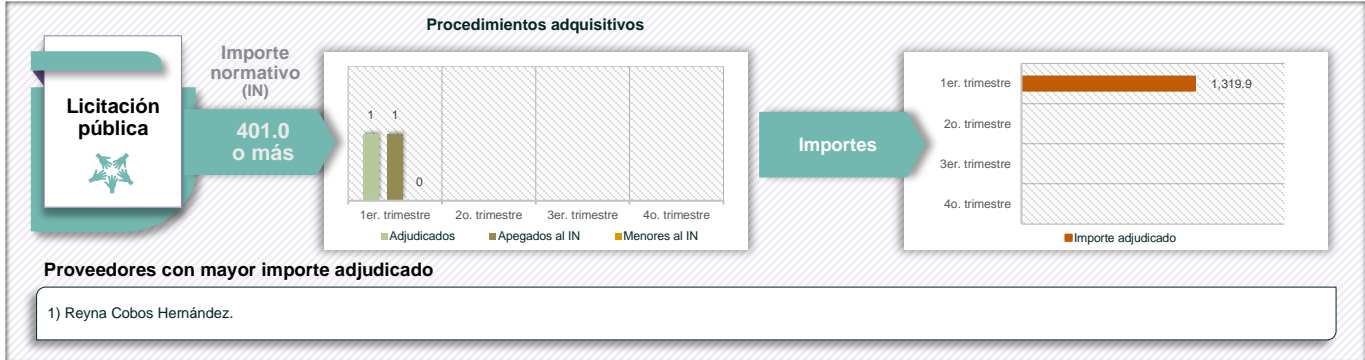 Procedimientos adquisitivos
Licitación
pública
Importe
normativo
(IN)
401.0
o más
1 1
0
1er. trimestre 2o. trimestre 3er. trimestre 4o. trimestre
Adjudicados Apegados al IN Menores al IN
Importes
1er. trimestre 1,319.9
2o. trimestre
3er. trimestre
4o. trimestre
Importe adjudicado
Proveedores con mayor importe adjudicado
1) Reyna Cobos Hernández.